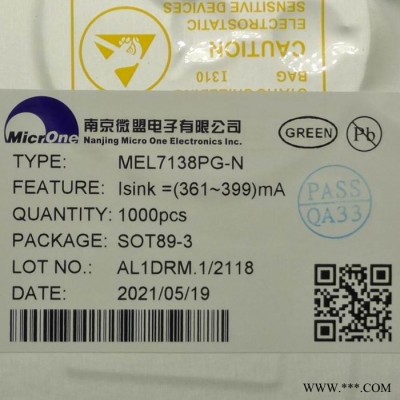 SENSITIVE DEVICES
ELECTROSTATIC
CAUTION
BAG
1310
MicrOne
南京微盟电子有限公司
Nanjing Micro One Electronics Inc.
GREEN
Pb
TYPE: MEL7138PG-N
FEATURE: Isink =(361~399)mA
QUANTITY: 1000pcs
PACKAGE: SOT89-3
LOT NO.: AL1DRM.1/2118
DATE: 2021/05/19
PASS
QA33
WWW.***.COM